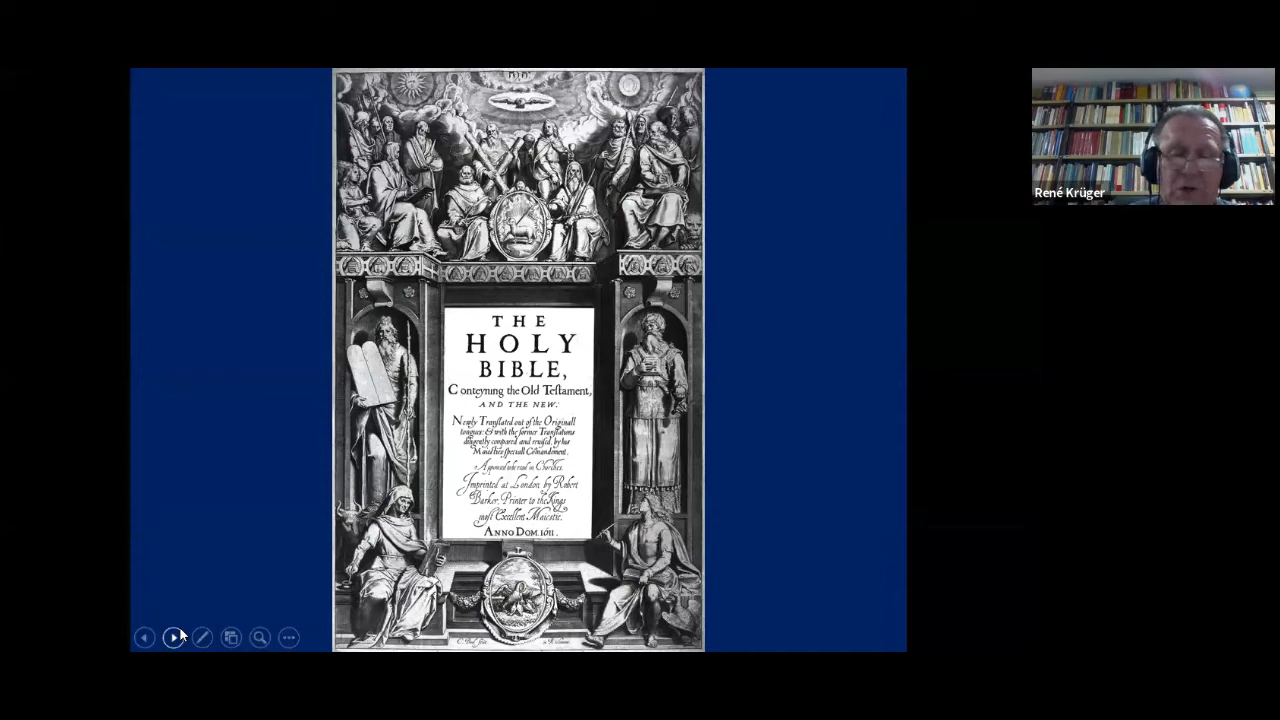 THE
HOLY
BIBLE,
Conteyning the Old Testament,
AND THE NEW:
Newly Translated out of the Originall
tongues: & with the former Translations
diligently compared and revised, by his
Maiesties speciall Comandement.
Appointed to be read in Churches.
Imprinted at London by Robert
Barker, Printer to the Kings
most Excellent Maiestie.
ANNO DOM. 1611.
René Krüger